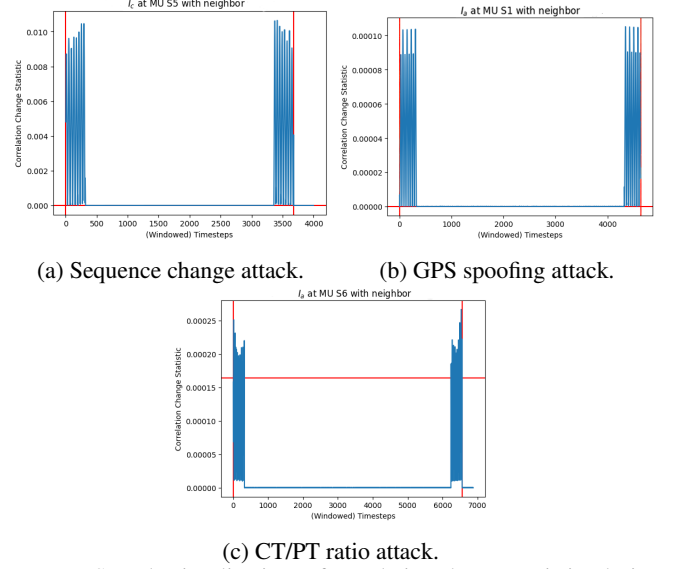 I_c at MU S5 with neighbor
Correlation Change Statistic
0.010
0.008
0.006
0.004
0.002
0.000
0 500 1000 1500 2000 2500 3000 3500 4000
(Windowed) Timesteps
(a) Sequence change attack.
I_a at MU S1 with neighbor
Correlation Change Statistic
0.00010
0.00008
0.00006
0.00004
0.00002
0.00000
0 1000 2000 3000 4000
(Windowed) Timesteps
(b) GPS spoofing attack.
I_a at MU S6 with neighbor
Correlation Change Statistic
0.00025
0.00020
0.00015
0.00010
0.00005
0.00000
0 1000 2000 3000 4000 5000 6000 7000
(Windowed) Timesteps
(c) CT/PT ratio attack.